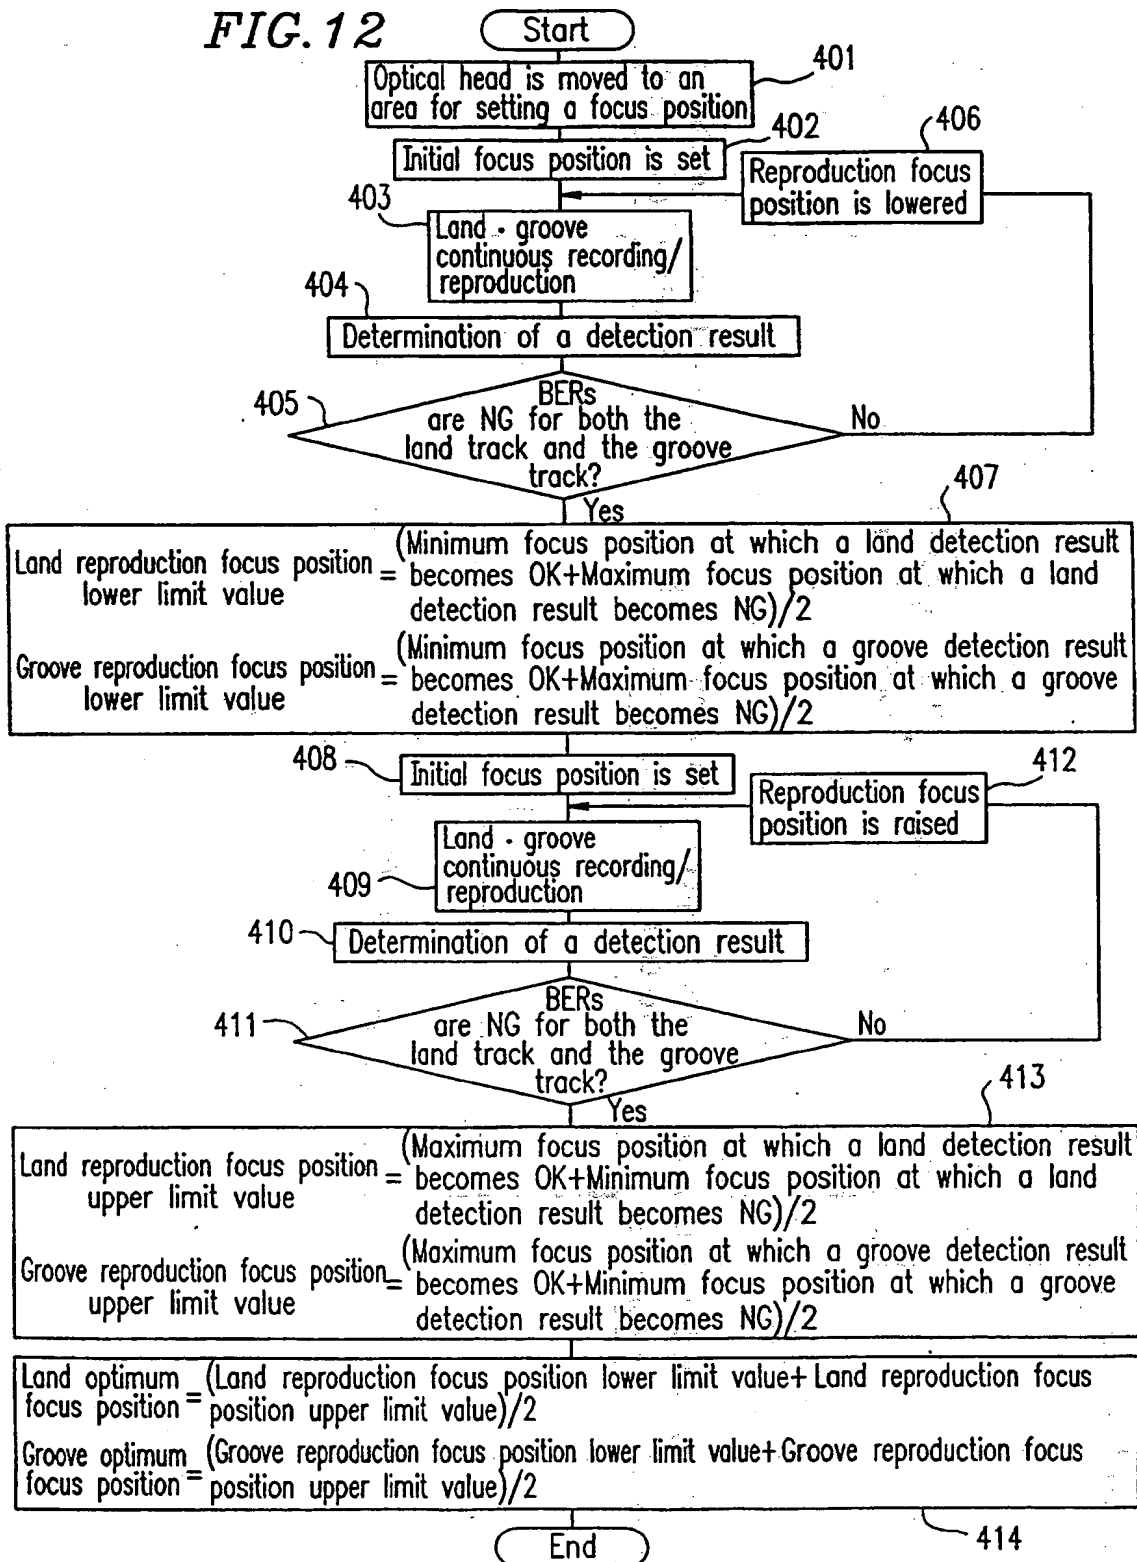 FIG. 12
Start
401
Optical head is moved to an
area for setting a focus position
402
Initial focus position is set
406
Reproduction focus
position is lowered
403
Land · groove
continuous recording/
reproduction
404
Determination of a detection result
405
BERs
are NG for both the
land track and the groove
track?
No
Yes
407
Land reproduction focus position
lower limit value
=
(Minimum focus position at which a land detection result
becomes OK+Maximum focus position at which a land
detection result becomes NG)/2
Groove reproduction focus position
lower limit value
=
(Minimum focus position at which a groove detection result
becomes OK+Maximum focus position at which a groove
detection result becomes NG)/2
408
Initial focus position is set
412
Reproduction focus
position is raised
Land · groove
continuous recording/
reproduction
409
410
Determination of a detection result
411
BERs
are NG for both the
land track and the groove
track?
No
Yes
413
Land reproduction focus position
upper limit value
=
(Maximum focus position at which a land detection result
becomes OK+Minimum focus position at which a land
detection result becomes NG)/2
Groove reproduction focus position
upper limit value
=
(Maximum focus position at which a groove detection result
becomes OK+Minimum focus position at which a groove
detection result becomes NG)/2
Land optimum
focus position
=
(Land reproduction focus position lower limit value+Land reproduction focus
position upper limit value)/2
Groove optimum
focus position
=
(Groove reproduction focus position lower limit value+Groove reproduction focus
position upper limit value)/2
414
End